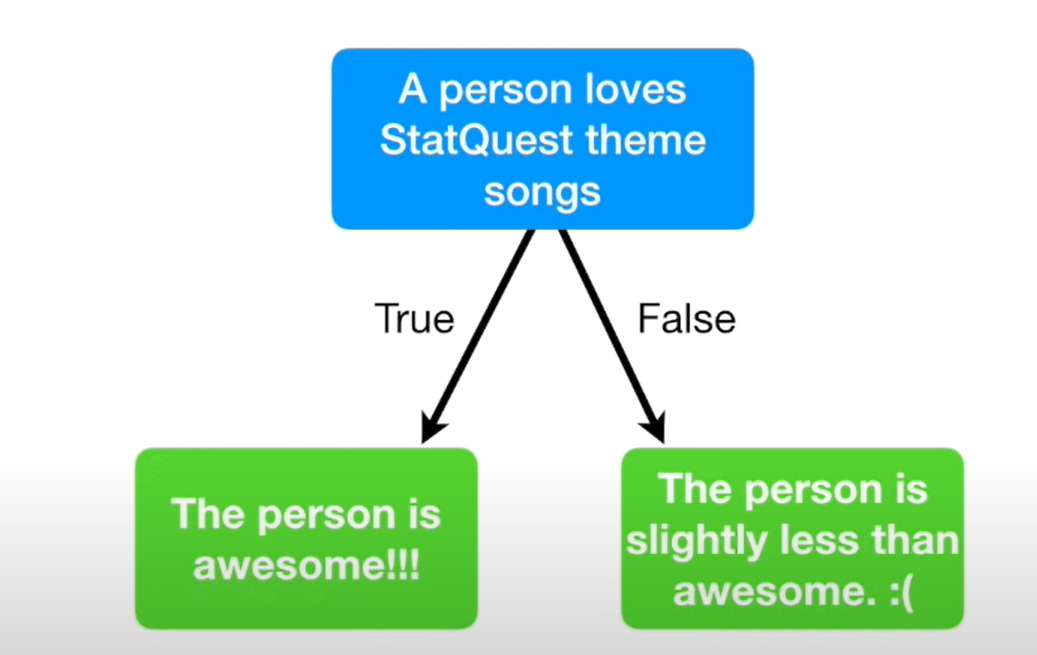 A person loves
StatQuest theme
songs
True
False
The person is
awesome!!!
The person is
slightly less than
awesome. :(